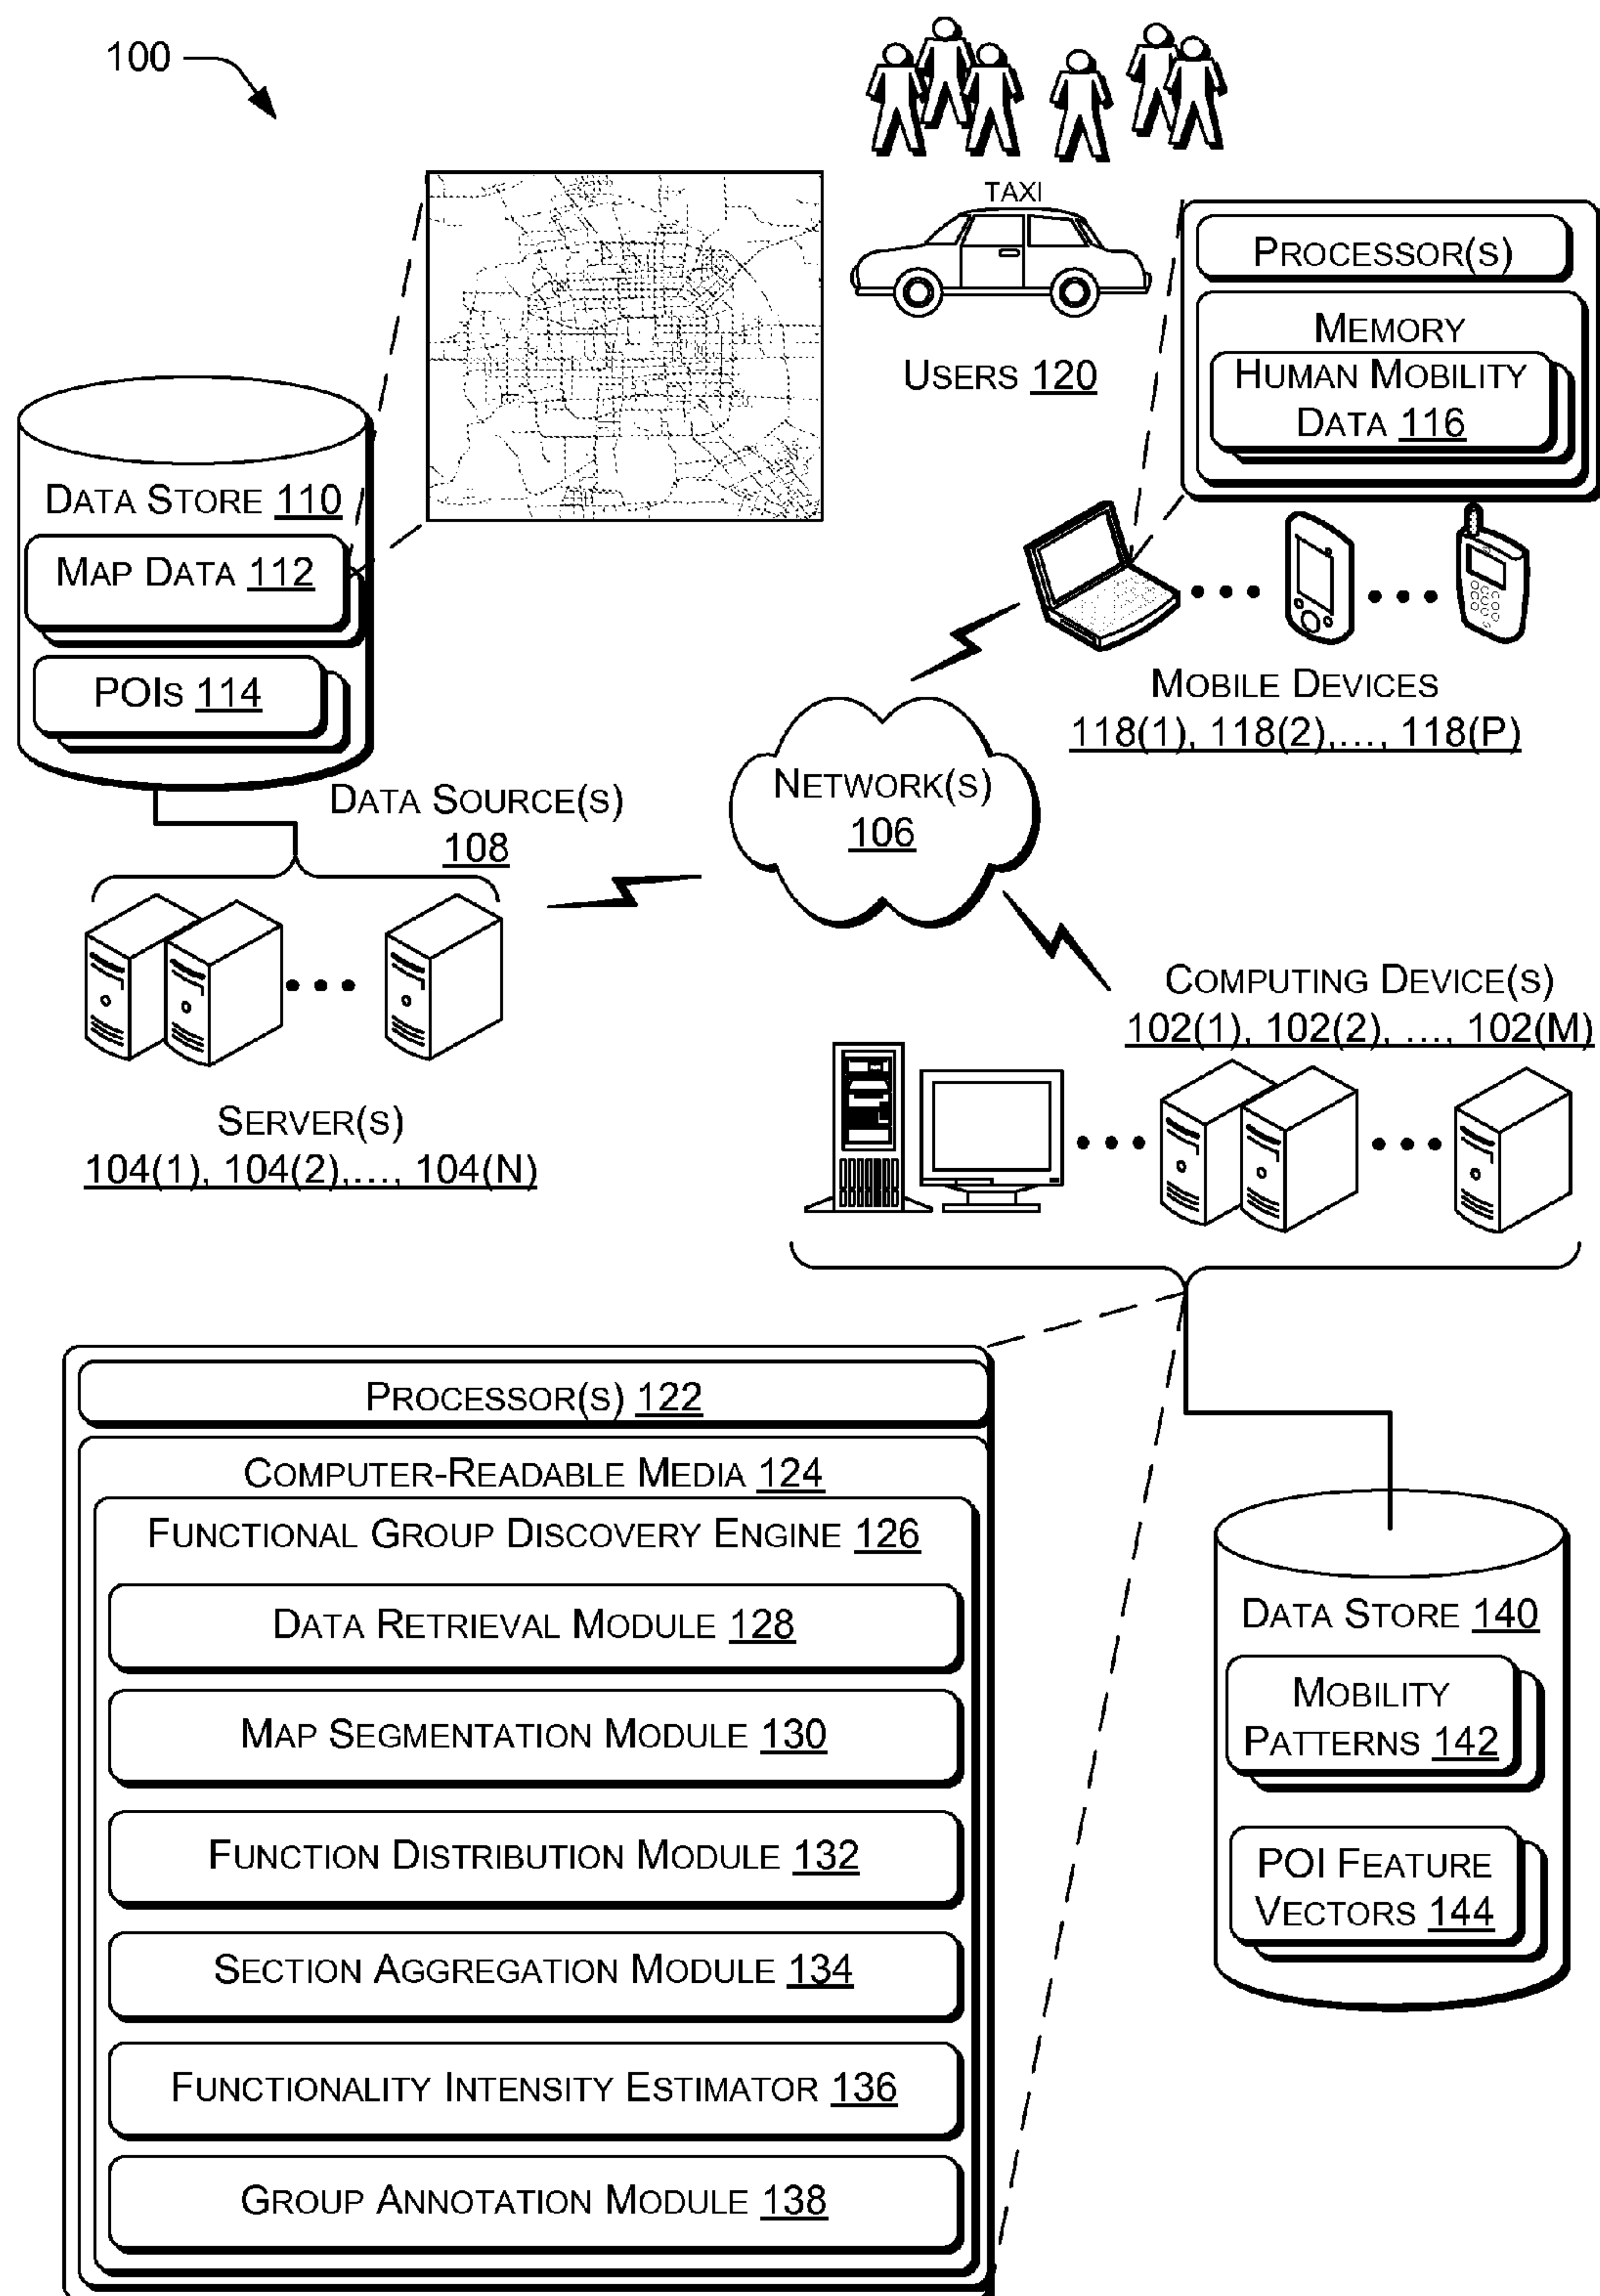 100
TAXI
USERS 120
PROCESSOR(S)
MEMORY
HUMAN MOBILITY
DATA 116
DATA STORE 110
MAP DATA 112
POIS 114
MOBILE DEVICES
118(1), 118(2),..., 118(P)
NETWORK(S)
106
DATA SOURCE(S)
108
SERVER(S)
104(1), 104(2),..., 104(N)
COMPUTING DEVICE(S)
102(1), 102(2), ..., 102(M)
PROCESSOR(S) 122
COMPUTER-READABLE MEDIA 124
FUNCTIONAL GROUP DISCOVERY ENGINE 126
DATA RETRIEVAL MODULE 128
MAP SEGMENTATION MODULE 130
FUNCTION DISTRIBUTION MODULE 132
SECTION AGGREGATION MODULE 134
FUNCTIONALITY INTENSITY ESTIMATOR 136
GROUP ANNOTATION MODULE 138
DATA STORE 140
MOBILITY
PATTERNS 142
POI FEATURE
VECTORS 144